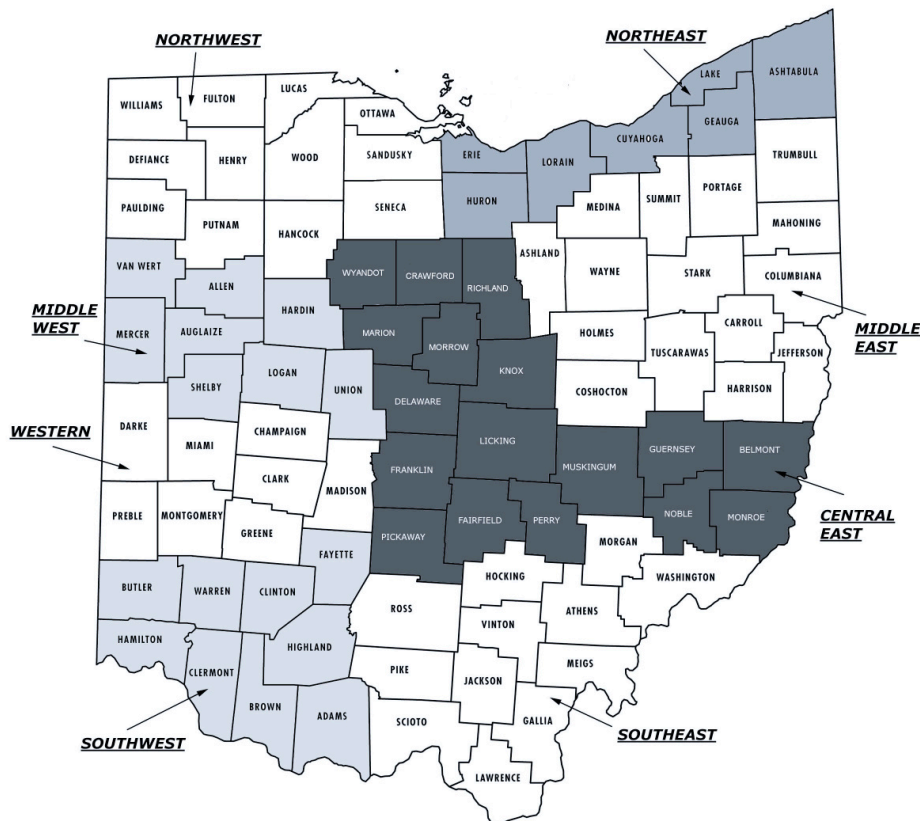 NORTHWEST
NORTHEAST
LAKE
ASHTABULA
LUCAS
FULTON
WILLIAMS
OTTAWA
GEAUGA
CUYAHOGA
DEFIANCE
HENRY
WOOD
SANDUSKY
ERIE
LORAIN
TRUMBULL
PAULDING
PUTNAM
SENECA
HURON
MEDINA
SUMMIT
PORTAGE
MAHONING
HANCOCK
ASHLAND
VAN WERT
ALLEN
WYANDOT
CRAWFORD
RICHLAND
WAYNE
STARK
COLUMBIANA
MIDDLE
WEST
MERCER
AUGLAIZE
HARDIN
MARION
MORROW
HOLMES
CARROLL
MIDDLE
EAST
TUSCARAWAS
JEFFERSON
SHELBY
LOGAN
UNION
KNOX
COSHOCTON
HARRISON
DELAWARE
WESTERN
DARKE
MIAMI
CHAMPAIGN
LICKING
GUERNSEY
BELMONT
CLARK
MADISON
FRANKLIN
MUSKINGUM
PREBLE
MONTGOMERY
GREENE
PICKAWAY
FAIRFIELD
PERRY
NOBLE
MONROE
CENTRAL
EAST
MORGAN
FAYETTE
HOCKING
WASHINGTON
BUTLER
WARREN
CLINTON
ROSS
ATHENS
VINTON
HAMILTON
HIGHLAND
CLERMONT
PIKE
JACKSON
MEIGS
BROWN
ADAMS
SCIOTO
GALLIA
SOUTHWEST
SOUTHEAST
LAWRENCE